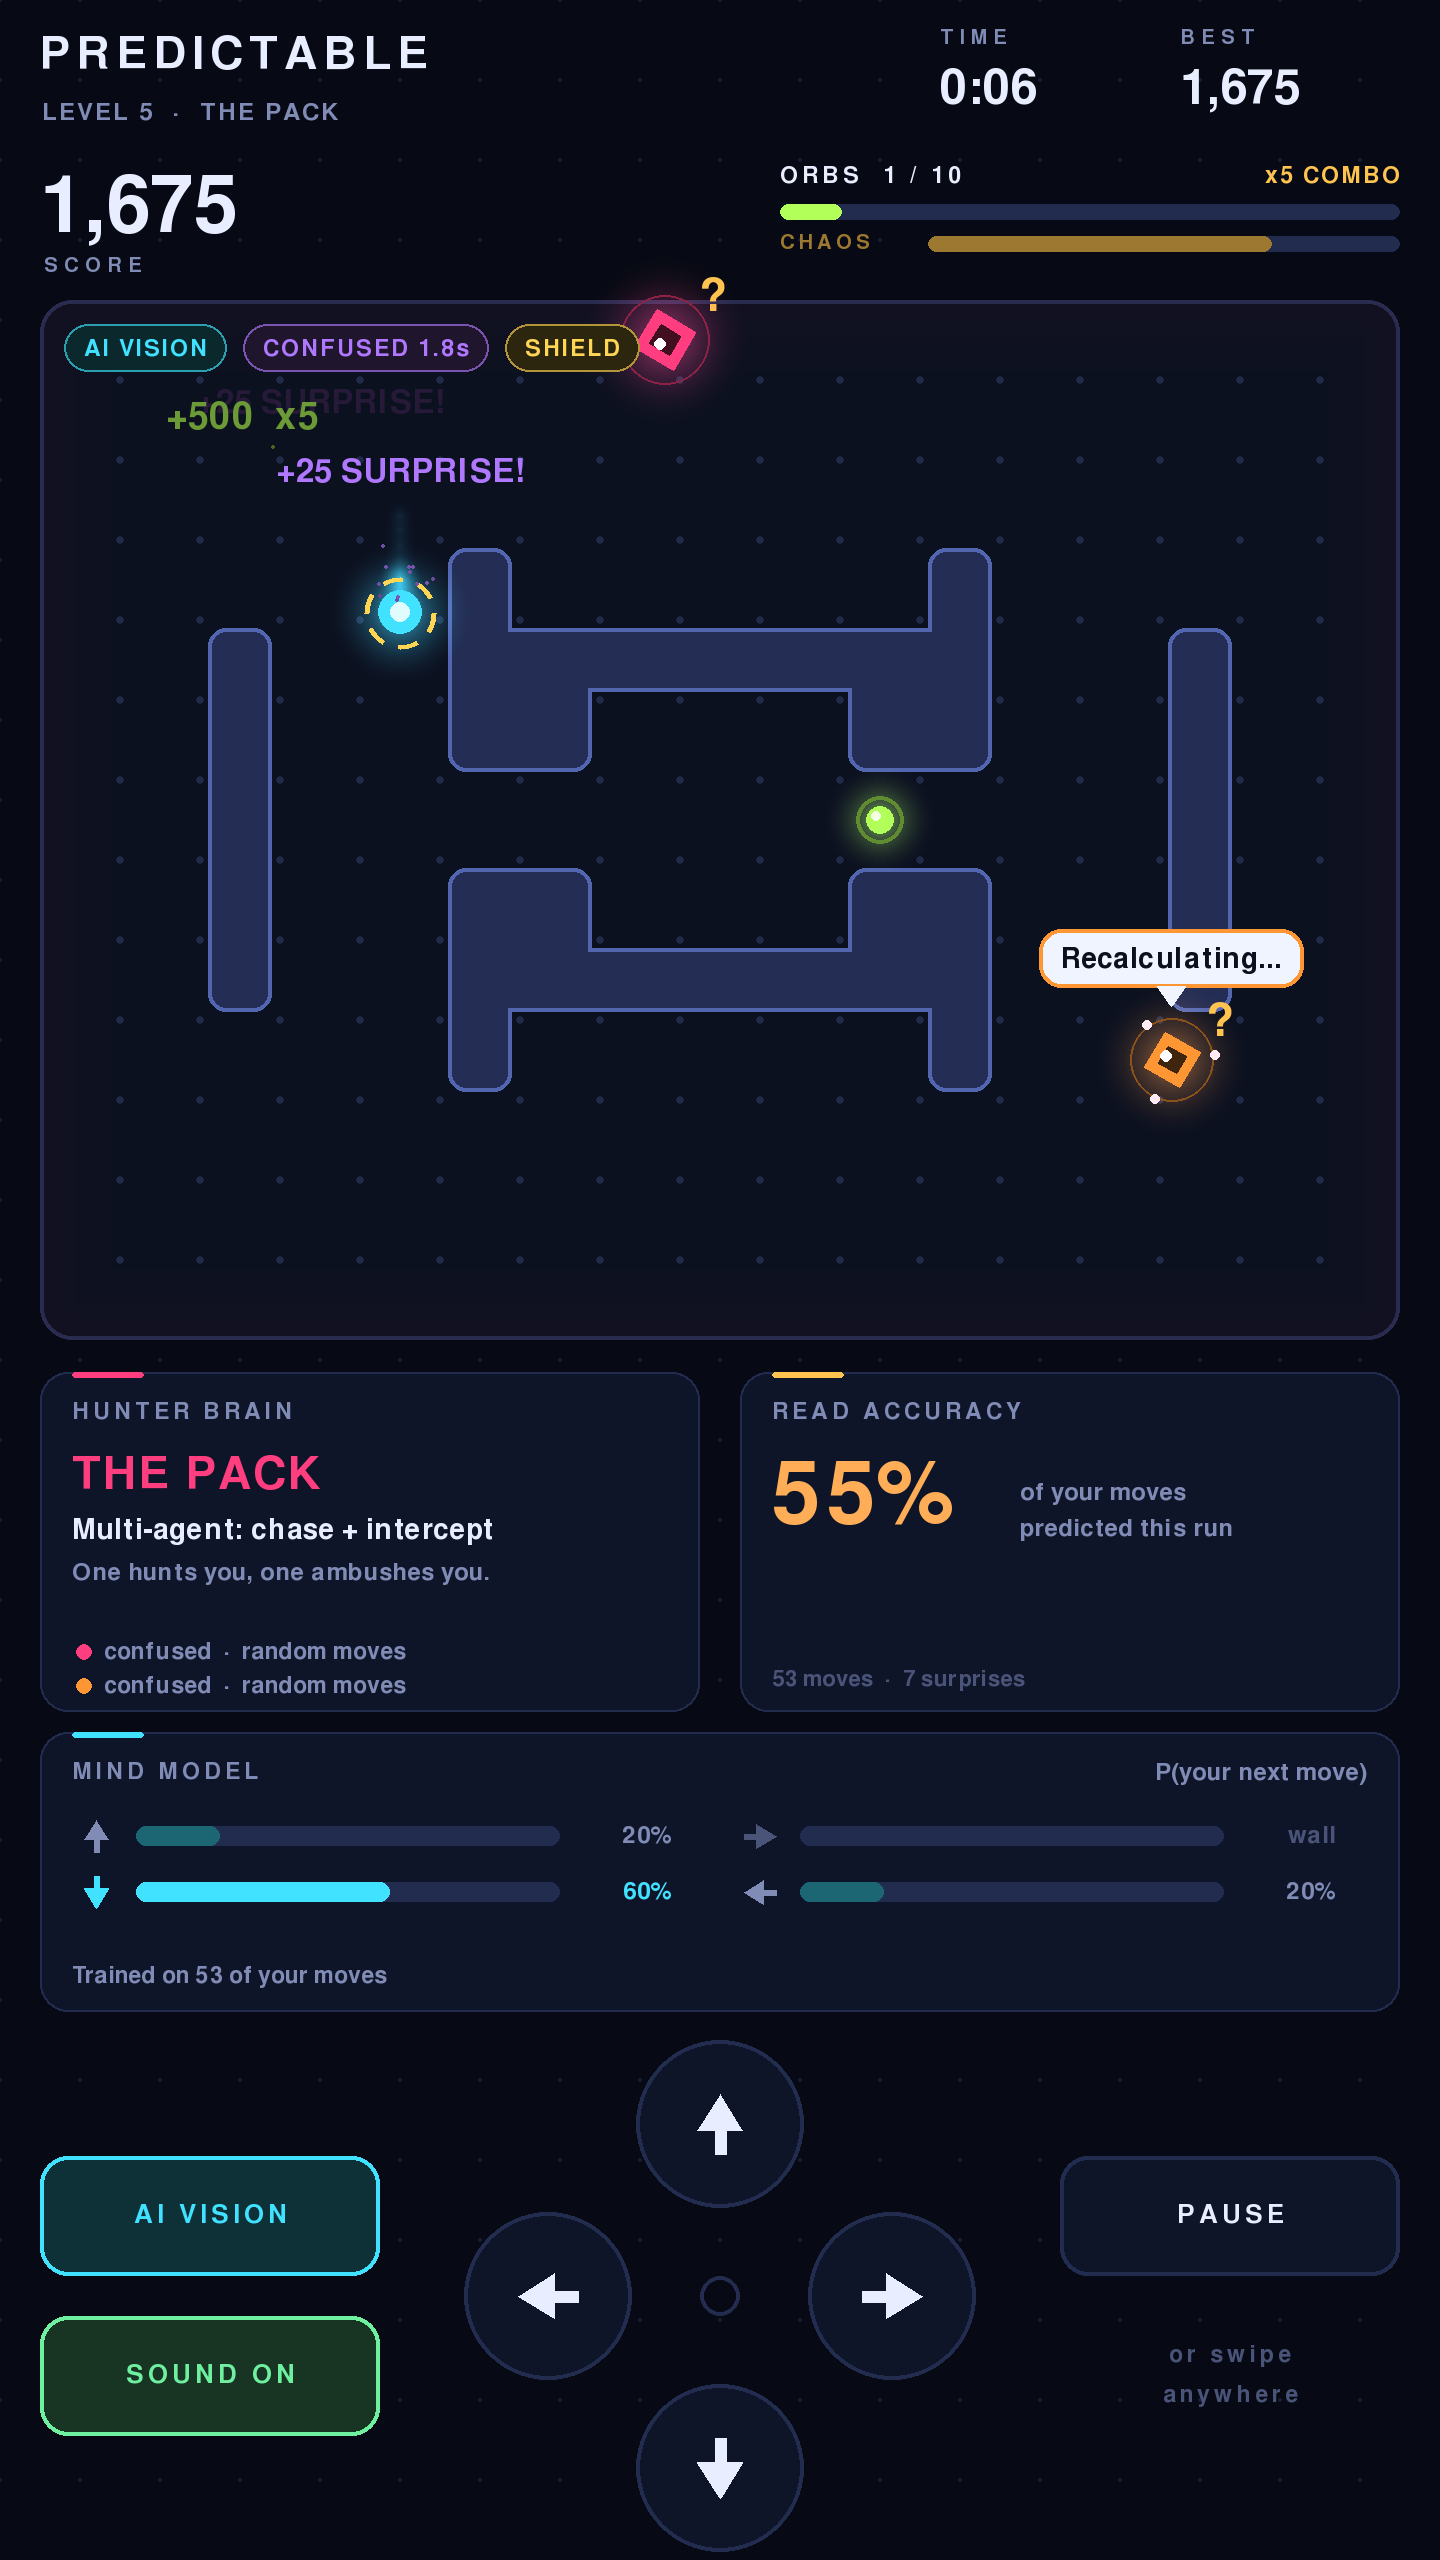 PREDICTABLE
LEVEL 5 · THE PACK
TIME
0:06
BEST
1,675
1,675
SCORE
ORBS 1 / 10
x5 COMBO
CHAOS
?
AI VISION
CONFUSED 1.8s
SHIELD
+25 SURPRISE!
+500 x5
+25 SURPRISE!
Recalculating...
?
HUNTER BRAIN
THE PACK
Multi-agent: chase + intercept
One hunts you, one ambushes you.
confused · random moves
confused · random moves
READ ACCURACY
55%
of your moves
predicted this run
53 moves · 7 surprises
MIND MODEL
P(your next move)
20%
wall
60%
20%
Trained on 53 of your moves
AI VISION
SOUND ON
PAUSE
or swipe
anywhere